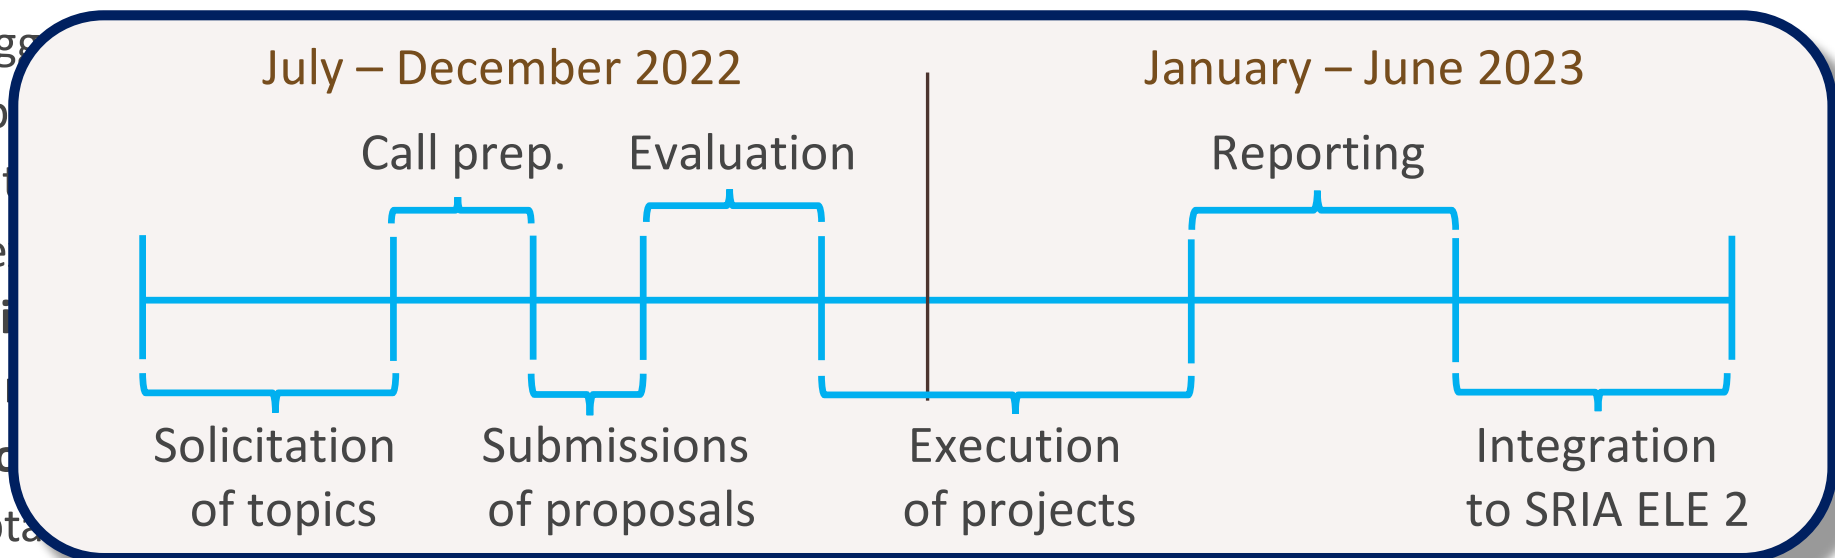 July – December 2022
January – June 2023
Call prep.
Evaluation
Reporting
Solicitation
of topics
Submissions
of proposals
Execution
of projects
Integration
to SRIA ELE 2